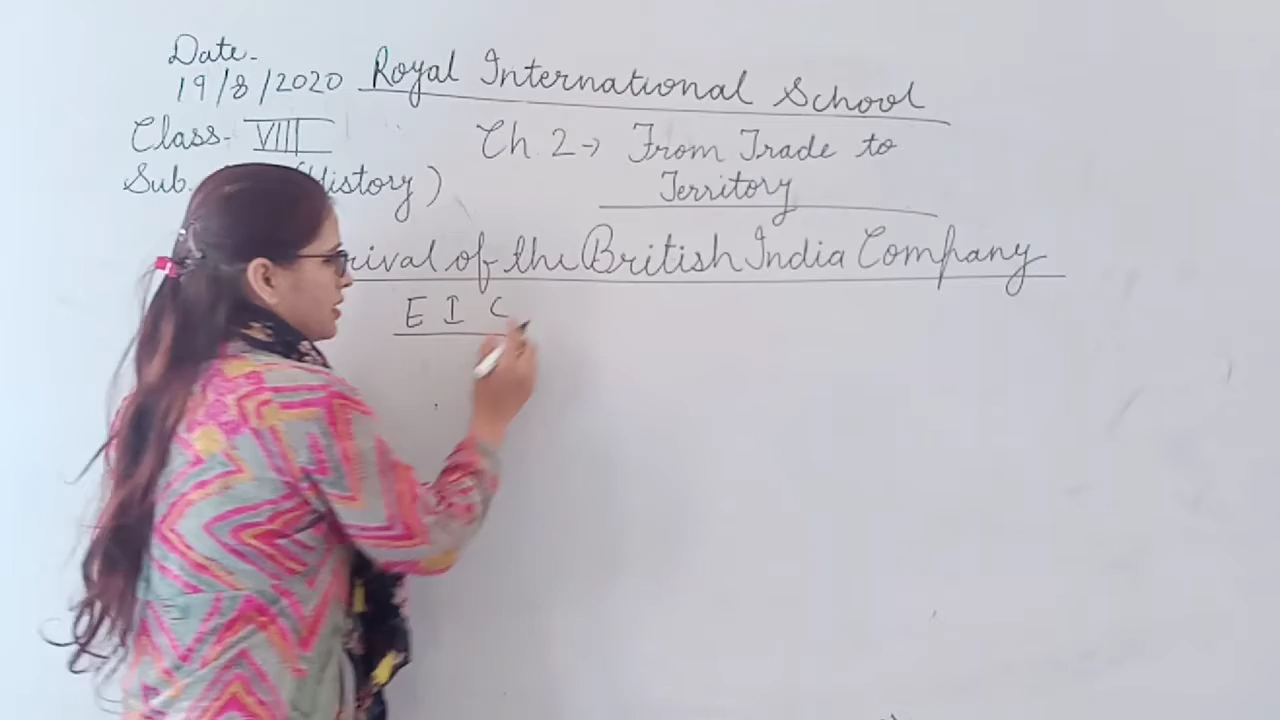 Date-
19/8/2020 Royal International School
Class- VIII Ch. 2→ From Trade to
Sub. (History) Territory
rival of the British India Company
E I C